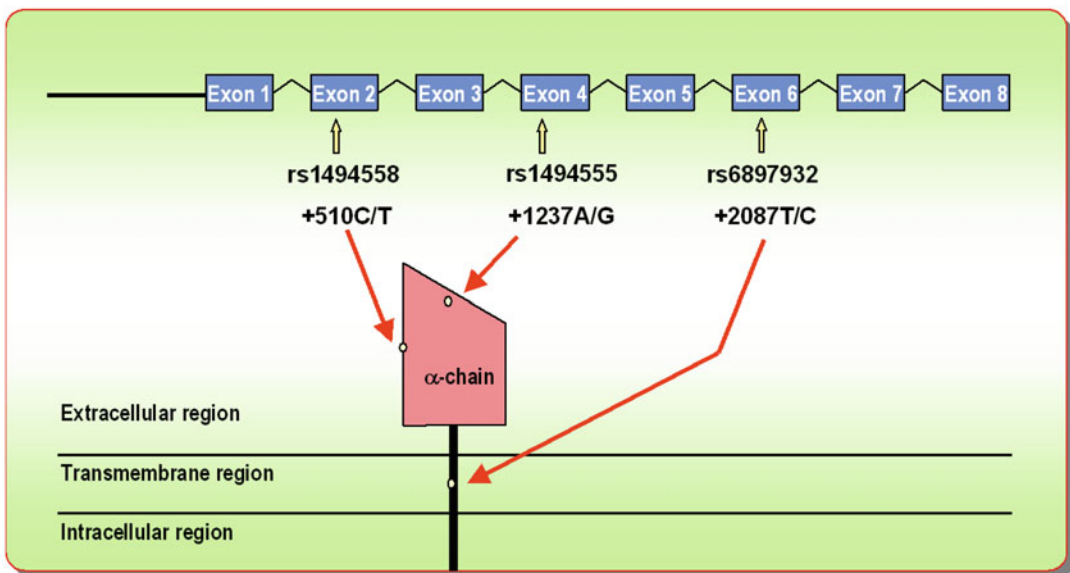 Exon 1 Exon 2 Exon 3 Exon 4 Exon 5 Exon 6 Exon 7 Exon 8
rs1494558 rs1494555 rs6897932
+510C/T +1237A/G +2087T/C
α-chain
Extracellular region
Transmembrane region
Intracellular region